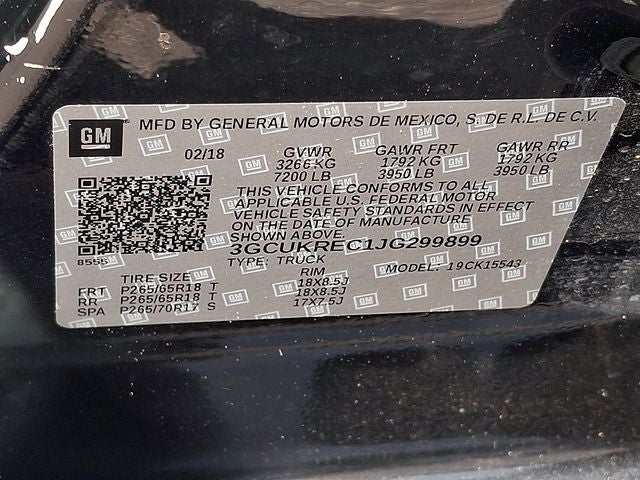 GM MFD BY GENERAL MOTORS DE MEXICO, S. DE R.L. DE C.V.
02/18 GVWR GAWR FRT GAWR RR
3266 KG 1792 KG 1792 KG
7200 LB 3950 LB 3950 LB
THIS VEHICLE CONFORMS TO ALL
APPLICABLE U.S. FEDERAL MOTOR
VEHICLE SAFETY STANDARDS IN EFFECT
ON THE DATE OF MANUFACTURE
SHOWN ABOVE.
3GCUKREC1JG299899
8555
TYPE: TRUCK MODEL: 19CK15543
TIRE SIZE RIM
FRT P265/65R18 T 18X8.5J
RR P265/65R18 T 18X8.5J
SPA P265/70R17 S 17X7.5J